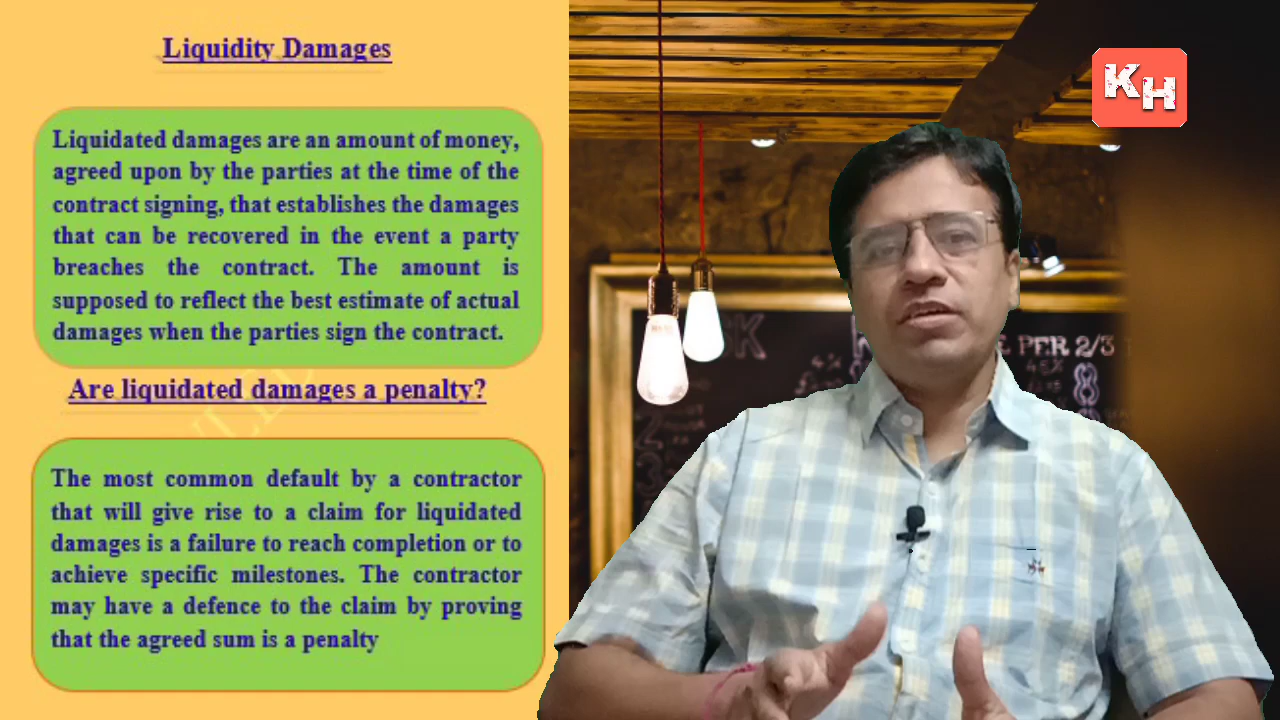 Liquidity Damages
Liquidated damages are an amount of money,
agreed upon by the parties at the time of the
contract signing, that establishes the damages
that can be recovered in the event a party
breaches the contract. The amount is
supposed to reflect the best estimate of actual
damages when the parties sign the contract.
Are liquidated damages a penalty?
The most common default by a contractor
that will give rise to a claim for liquidated
damages is a failure to reach completion or to
achieve specific milestones. The contractor
may have a defence to the claim by proving
that the agreed sum is a penalty
KH
PER 2/3
45%
4%